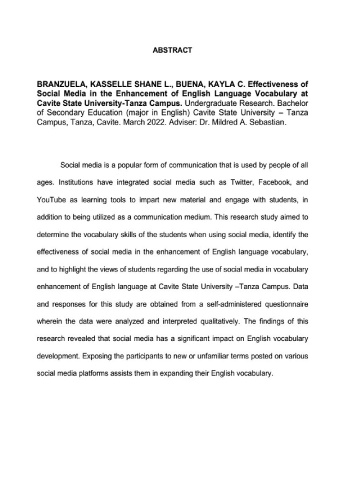 ABSTRACT
BRANZUELA, KASSELLE SHANE L., BUENA, KAYLA C. Effectiveness of
Social Media in the Enhancement of English Language Vocabulary at
Cavite State University-Tanza Campus. Undergraduate Research. Bachelor
of Secondary Education (major in English) Cavite State University – Tanza
Campus, Tanza, Cavite. March 2022. Adviser: Dr. Mildred A. Sebastian.
Social media is a popular form of communication that is used by people of all
ages. Institutions have integrated social media such as Twitter, Facebook, and
YouTube as learning tools to impart new material and engage with students, in
addition to being utilized as a communication medium. This research study aimed to
determine the vocabulary skills of the students when using social media, identify the
effectiveness of social media in the enhancement of English language vocabulary,
and to highlight the views of students regarding the use of social media in vocabulary
enhancement of English language at Cavite State University –Tanza Campus. Data
and responses for this study are obtained from a self-administered questionnaire
wherein the data were analyzed and interpreted qualitatively. The findings of this
research revealed that social media has a significant impact on English vocabulary
development. Exposing the participants to new or unfamiliar terms posted on various
social media platforms assists them in expanding their English vocabulary.